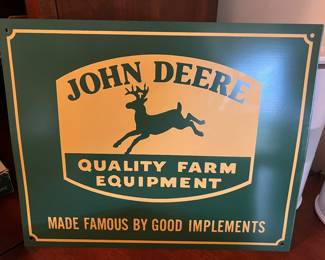 JOHN DEERE
QUALITY FARM
EQUIPMENT
MADE FAMOUS BY GOOD IMPLEMENTS